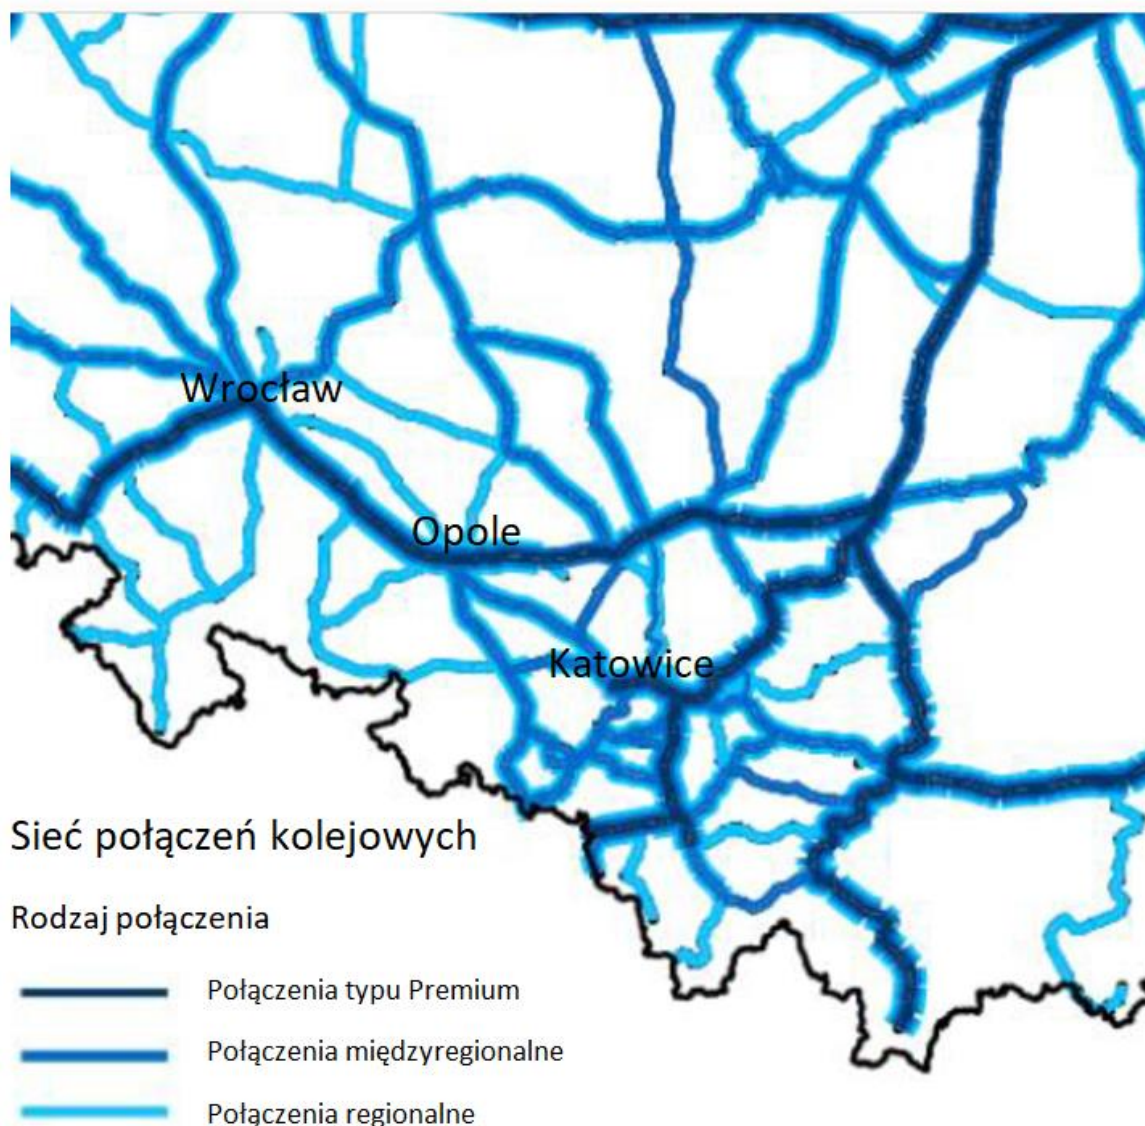 Wrocław
Opole
Katowice
Sieć połączeń kolejowych
Rodzaj połączenia
Połączenia typu Premium
Połączenia międzyregionalne
Połączenia regionalne